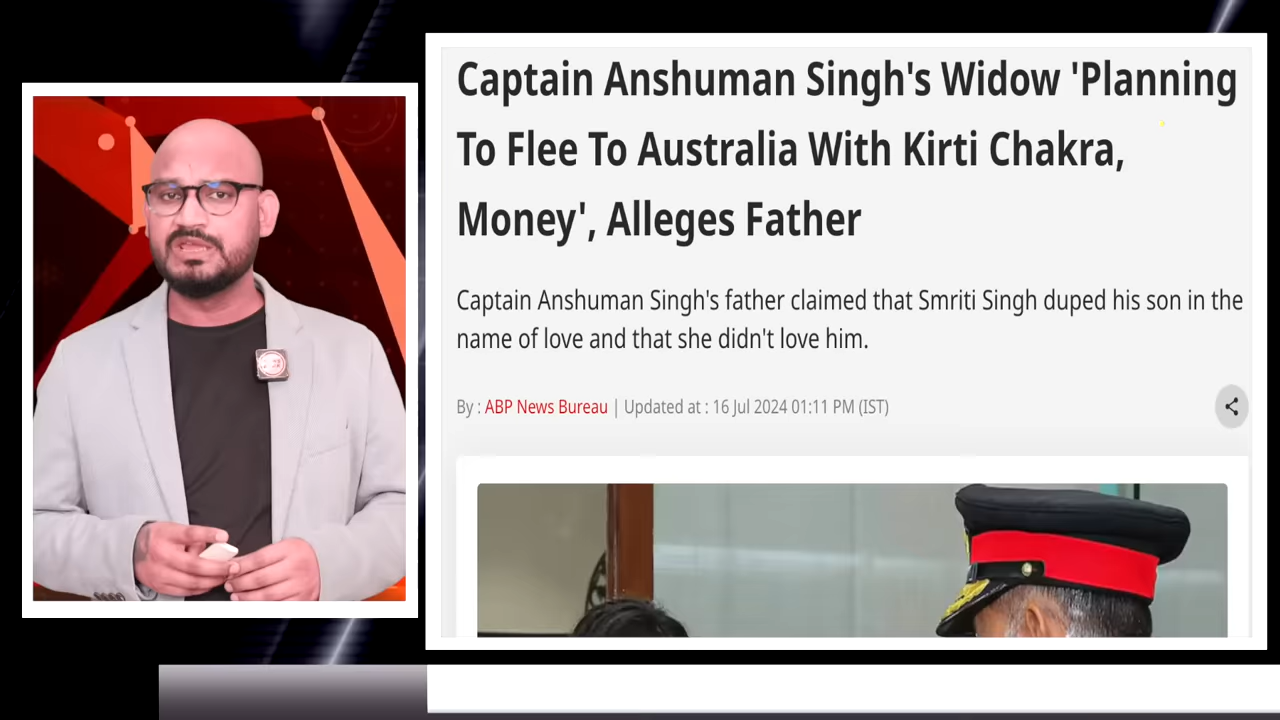 Captain Anshuman Singh's Widow 'Planning
To Flee To Australia With Kirti Chakra,
Money', Alleges Father
Captain Anshuman Singh's father claimed that Smriti Singh duped his son in the
name of love and that she didn't love him.
By : ABP News Bureau | Updated at : 16 Jul 2024 01:11 PM (IST)